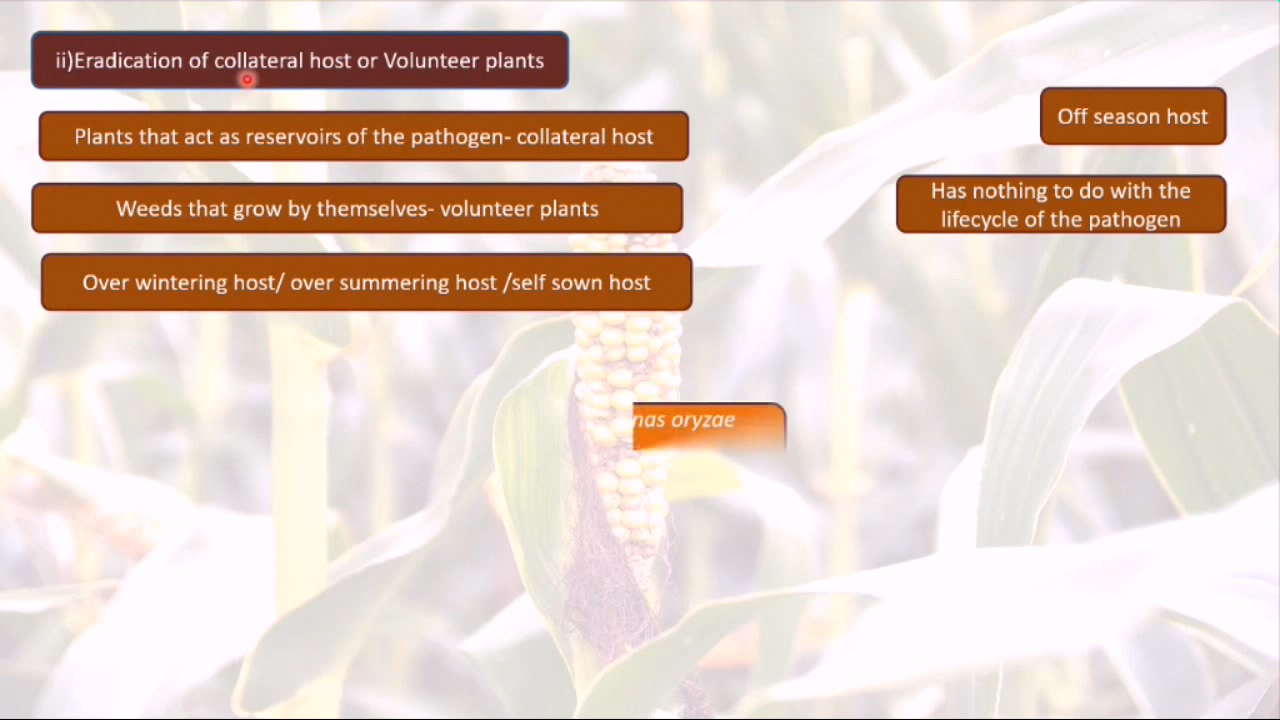 ii)Eradication of collateral host or Volunteer plants
Off season host
Plants that act as reservoirs of the pathogen- collateral host
Has nothing to do with the
lifecycle of the pathogen
Weeds that grow by themselves- volunteer plants
Over wintering host/ over summering host /self sown host
nas oryzae